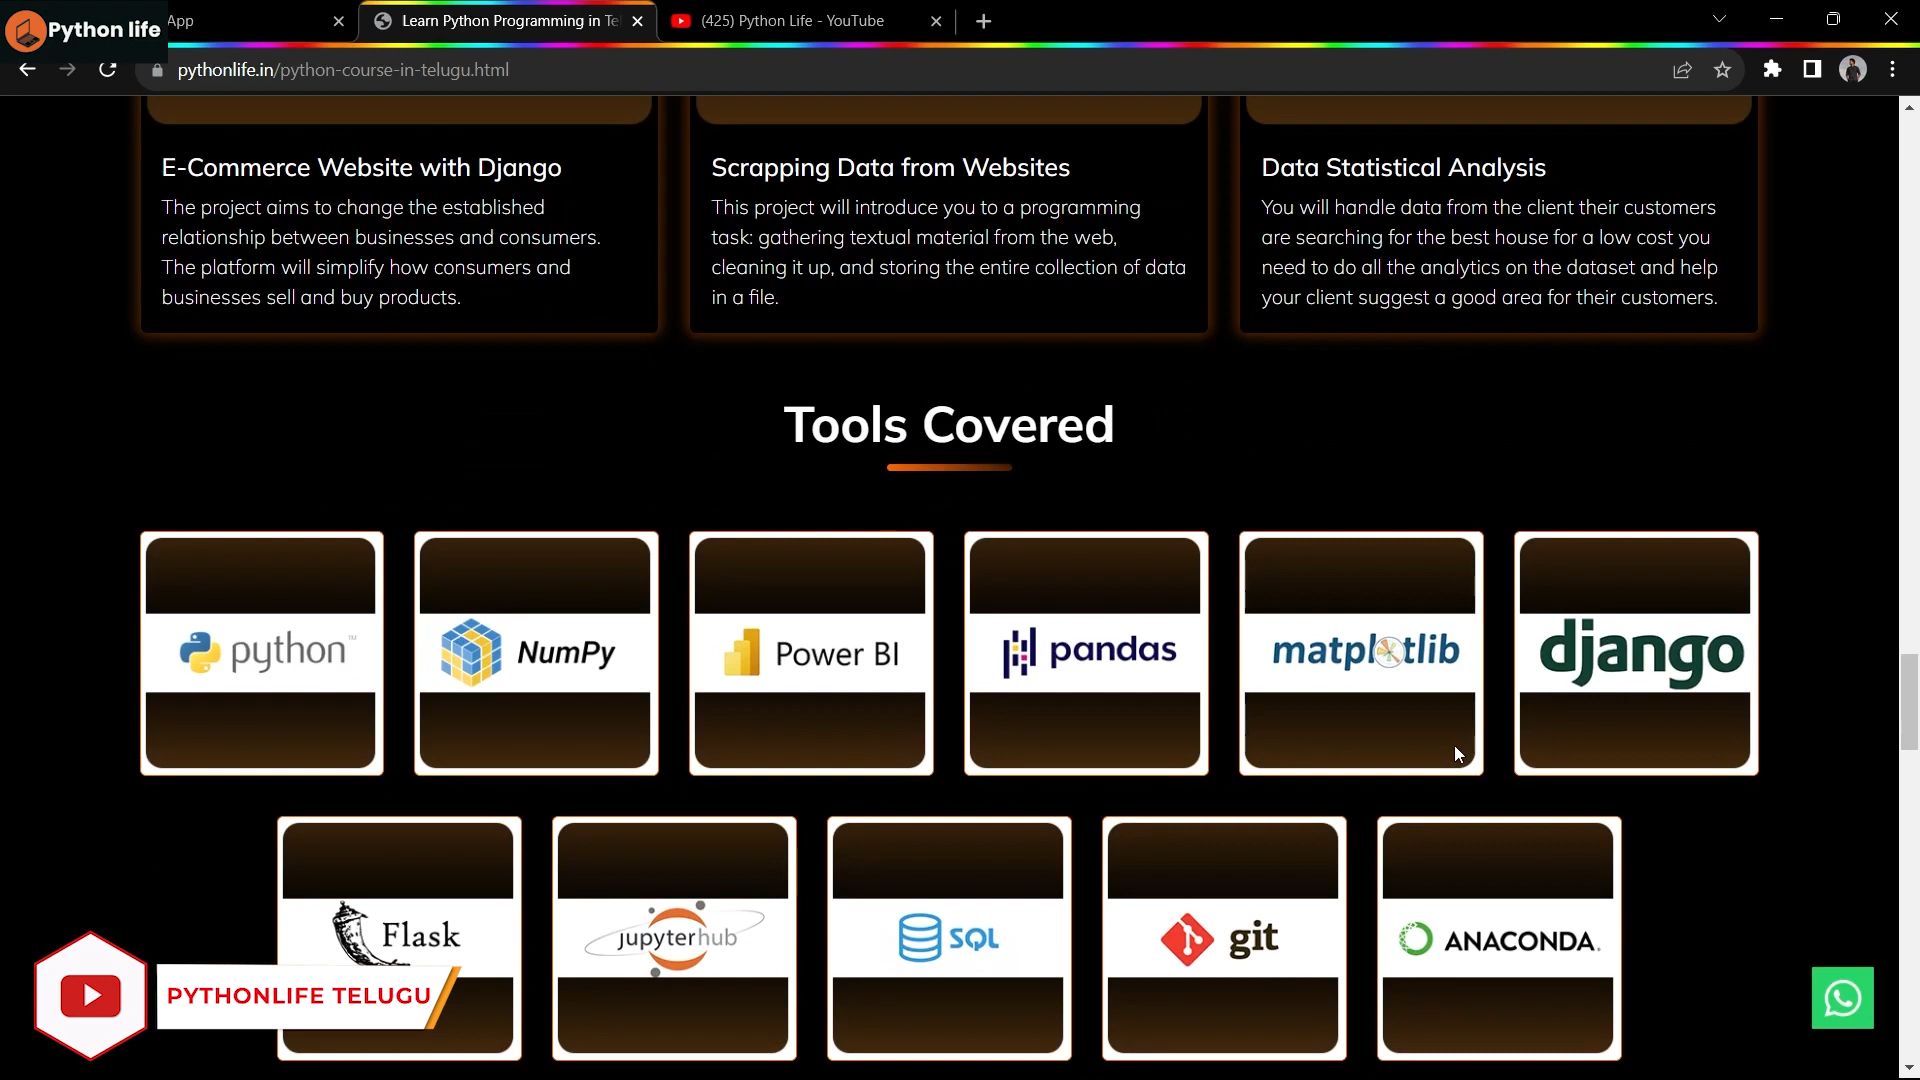 Python life
App
Learn Python Programming in Te
(425) Python Life - YouTube
pythonlife.in/python-course-in-telugu.html
E-Commerce Website with Django
The project aims to change the established
relationship between businesses and consumers.
The platform will simplify how consumers and
businesses sell and buy products.
Scrapping Data from Websites
This project will introduce you to a programming
task: gathering textual material from the web,
cleaning it up, and storing the entire collection of data
in a file.
Data Statistical Analysis
You will handle data from the client their customers
are searching for the best house for a low cost you
need to do all the analytics on the dataset and help
your client suggest a good area for their customers.
Tools Covered
python™
NumPy
Power BI
pandas
matplotlib
django
Flask
jupyterhub
SQL
git
ANACONDA.
PYTHONLIFE TELUGU